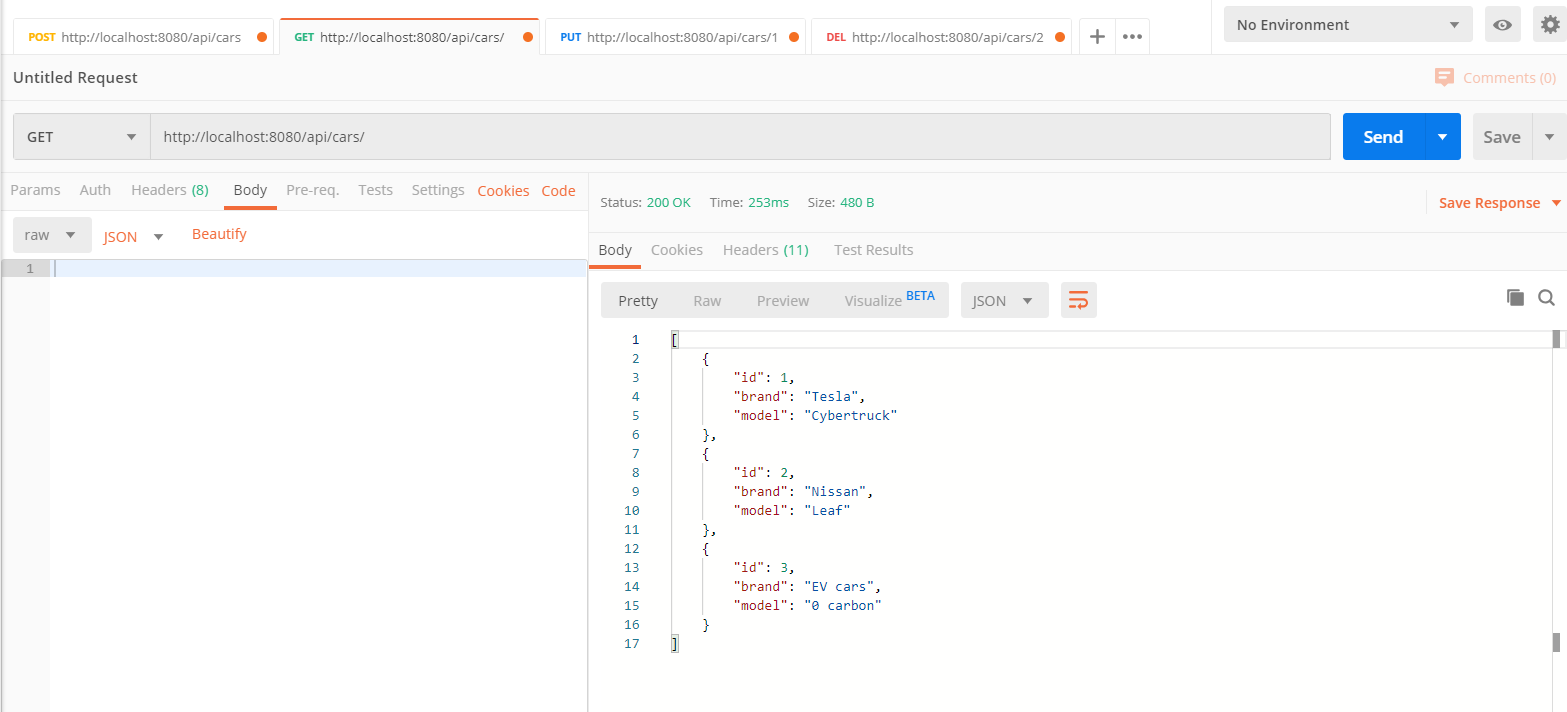 POST http://localhost:8080/api/cars GET http://localhost:8080/api/cars/ PUT http://localhost:8080/api/cars/1 DEL http://localhost:8080/api/cars/2 + ••• No Environment
Untitled Request Comments (0)
GET http://localhost:8080/api/cars/ Send Save
Params Auth Headers (8) Body Pre-req. Tests Settings Cookies Code
Status: 200 OK Time: 253ms Size: 480 B Save Response
raw JSON Beautify
Body Cookies Headers (11) Test Results
1
Pretty Raw Preview Visualize BETA JSON
1 [
2 {
3 "id": 1,
4 "brand": "Tesla",
5 "model": "Cybertruck"
6 },
7 {
8 "id": 2,
9 "brand": "Nissan",
10 "model": "Leaf"
11 },
12 {
13 "id": 3,
14 "brand": "EV cars",
15 "model": "0 carbon"
16 }
17 ]